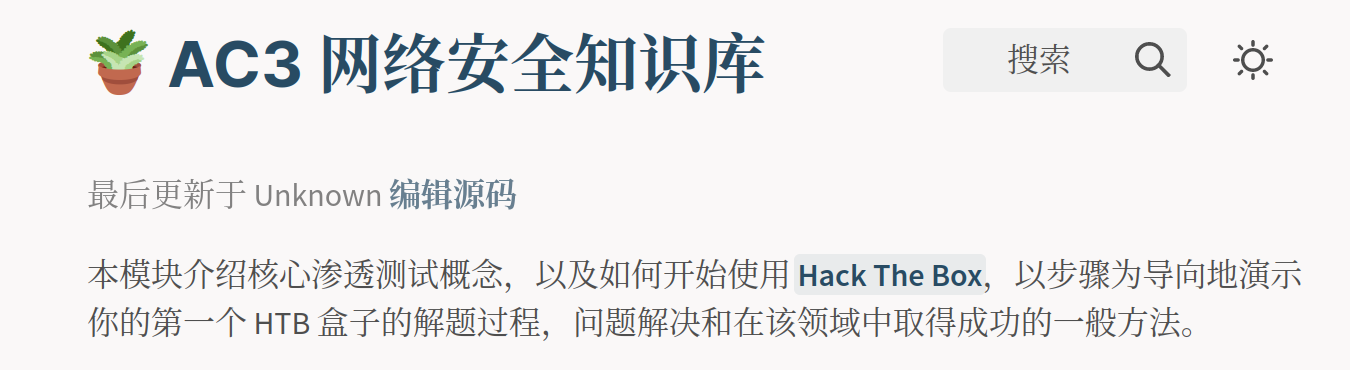 AC3 网络安全知识库
搜索
最后更新于 Unknown 编辑源码
本模块介绍核心渗透测试概念，以及如何开始使用 Hack The Box，以步骤为导向地演示
你的第一个 HTB 盒子的解题过程，问题解决和在该领域中取得成功的一般方法。